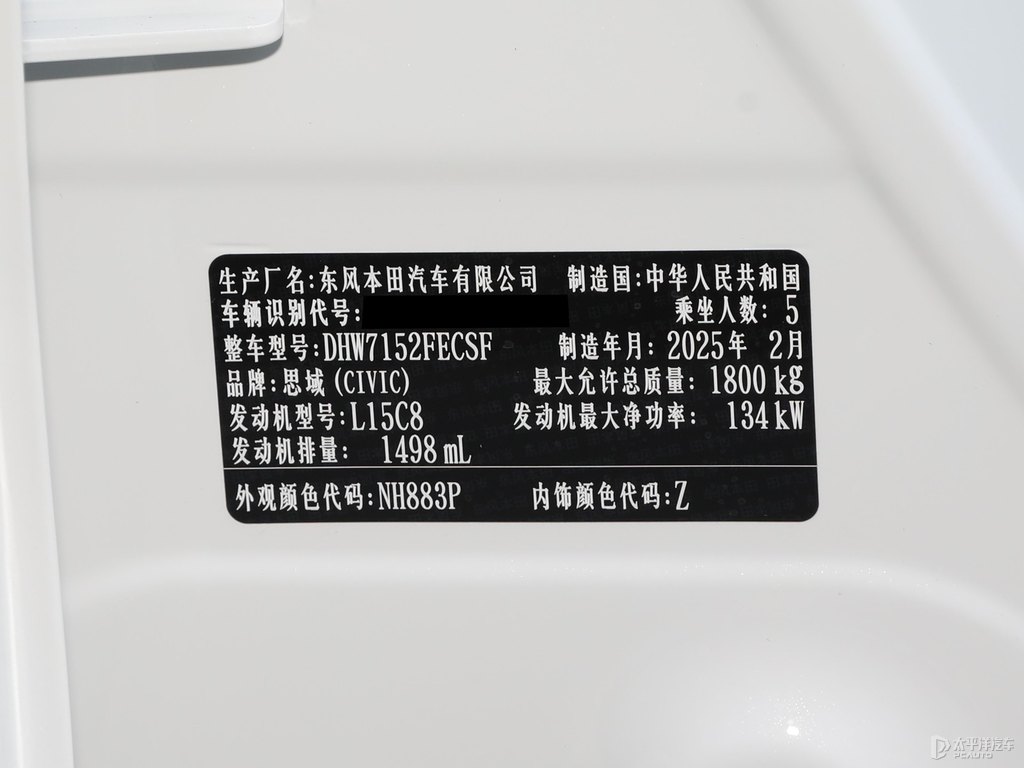 生产厂名:东风本田汽车有限公司 制造国:中华人民共和国
车辆识别代号: 乘坐人数: 5
整车型号:DHW7152FECSF 制造年月: 2025年 2月
品牌:思域(CIVIC) 最大允许总质量: 1800 kg
发动机型号:L15C8 发动机最大净功率: 134 kW
发动机排量: 1498 mL
外观颜色代码:NH883P 内饰颜色代码:Z
太平洋汽车
PCAUTO